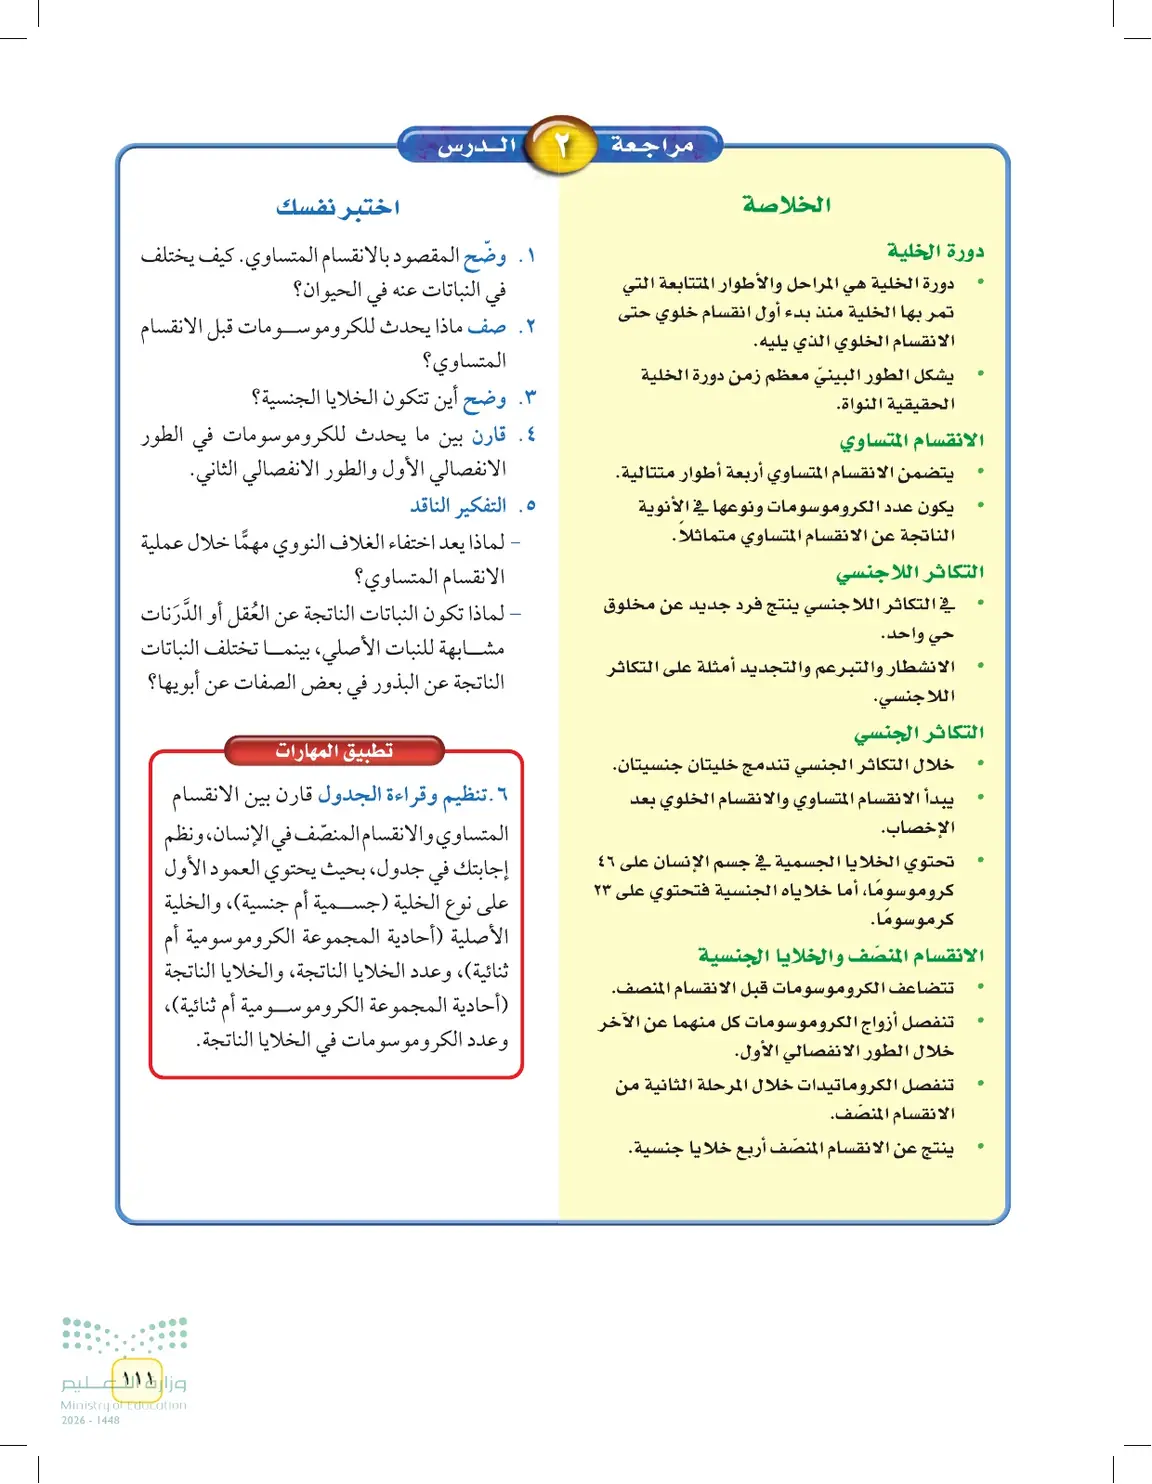 مراجعة ٢ الـدرس
الخلاصة
دورة الخلية
• دورة الخلية هي المراحل والأطوار المتتابعة التي
تمر بها الخلية منذ بدء أول انقسام خلوي حتى
الانقسام الخلوي الذي يليه.
• يشكل الطور البينيّ معظم زمن دورة الخلية
الحقيقية النواة.
الانقسام المتساوي
• يتضمن الانقسام المتساوي أربعة أطوار متتالية.
• يكون عدد الكروموسومات ونوعها في الأنوية
الناتجة عن الانقسام المتساوي متماثلاً.
التكاثر اللاجنسي
• في التكاثر اللاجنسي ينتج فرد جديد عن مخلوق
حي واحد.
• الانشطار والتبرعم والتجديد أمثلة على التكاثر
اللاجنسي.
التكاثر الجنسي
• خلال التكاثر الجنسي تندمج خليتان جنسيتان.
• يبدأ الانقسام المتساوي والانقسام الخلوي بعد
الإخصاب.
• تحتوي الخلايا الجسمية في جسم الإنسان على ٤٦
كروموسومًا، أما خلاياه الجنسية فتحتوي على ٢٣
كرموسومًا.
الانقسام المنصّف والخلايا الجنسية
• تتضاعف الكروموسومات قبل الانقسام المنصف.
• تنفصل أزواج الكروموسومات كل منهما عن الآخر
خلال الطور الانفصالي الأول.
• تنفصل الكروماتيدات خلال المرحلة الثانية من
الانقسام المنصّف.
• ينتج عن الانقسام المنصّف أربع خلايا جنسية.
اختبر نفسك
١. وضّح المقصود بالانقسام المتساوي. كيف يختلف
في النباتات عنه في الحيوان؟
٢. صف ماذا يحدث للكروموسومات قبل الانقسام
المتساوي؟
٣. وضح أين تتكون الخلايا الجنسية؟
٤. قارن بين ما يحدث للكروموسومات في الطور
الانفصالي الأول والطور الانفصالي الثاني.
٥. التفكير الناقد
– لماذا يعد اختفاء الغلاف النووي مهمًّا خلال عملية
الانقسام المتساوي؟
– لماذا تكون النباتات الناتجة عن العُقل أو الدَّرَنات
مشابهة للنبات الأصلي، بينما تختلف النباتات
الناتجة عن البذور في بعض الصفات عن أبويها؟
تطبيق المهارات
٦. تنظيم وقراءة الجدول قارن بين الانقسام
المتساوي والانقسام المنصّف في الإنسان، ونظم
إجابتك في جدول، بحيث يحتوي العمود الأول
على نوع الخلية (جسمية أم جنسية)، والخلية
الأصلية (أحادية المجموعة الكروموسومية أم
ثنائية)، وعدد الخلايا الناتجة، والخلايا الناتجة
(أحادية المجموعة الكروموسومية أم ثنائية)،
وعدد الكروموسومات في الخلايا الناتجة.
١١١
وزارة التعليم
Ministry of Education
2026 - 1448